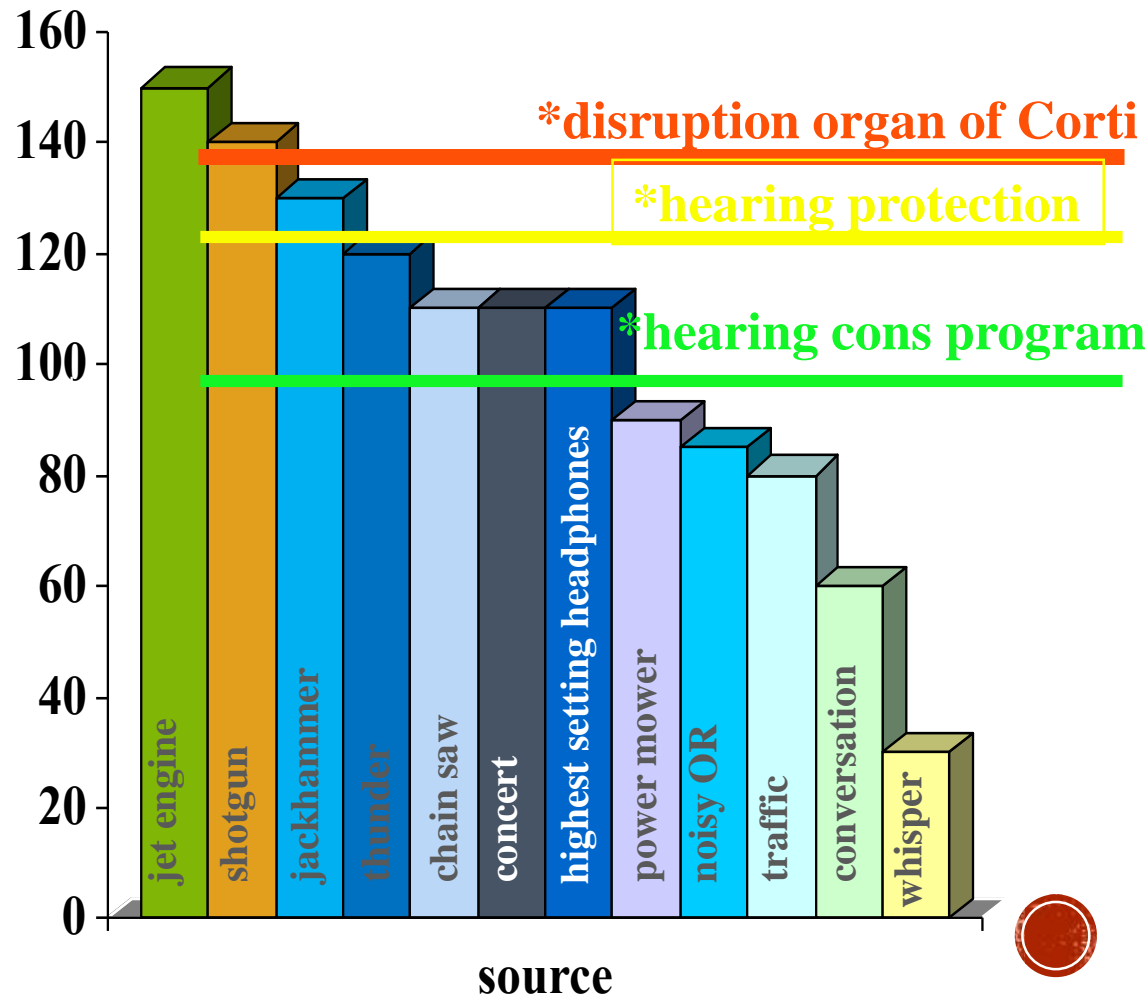 160
140
120
100
80
60
40
20
0
*disruption organ of Corti
*hearing protection
*hearing cons program
jet engine
shotgun
jackhammer
thunder
chain saw
concert
highest setting headphones
power mower
noisy OR
traffic
conversation
whisper
source